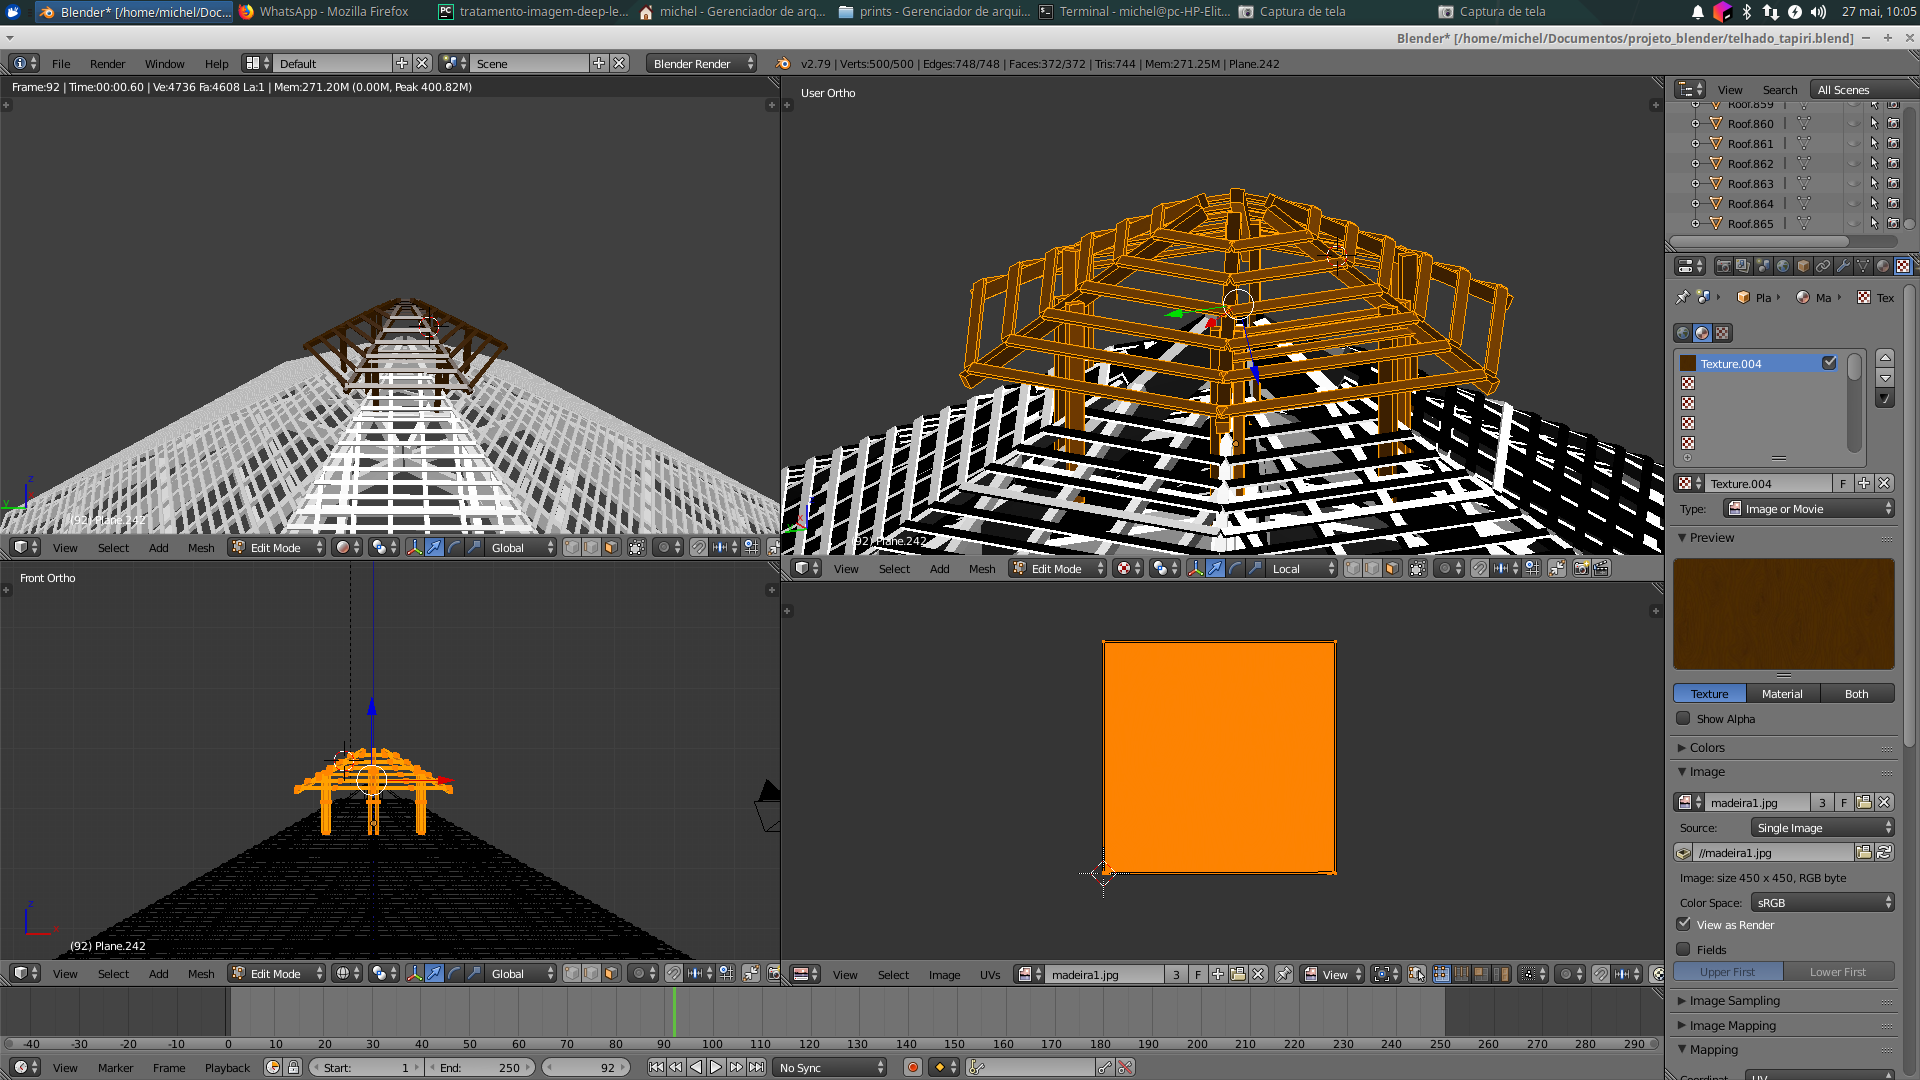 Blender* [/home/michel/Doc...
WhatsApp - Mozilla Firefox
tratamento-imagem-deep-le...
michel - Gerenciador de arq...
prints - Gerenciador de arqui...
Terminal - michel@pc-HP-Elit...
Captura de tela
Captura de tela
27 mai, 10:05
Blender* [/home/michel/Documentos/projeto_blender/telhado_tapiri.blend]
File Render Window Help
Default
Scene
Blender Render
v2.79 | Verts:500/500 | Edges:748/748 | Faces:372/372 | Tris:744 | Mem:271.25M | Plane.242
Frame:92 | Time:00:00.60 | Ve:4736 Fa:4608 La:1 | Mem:271.20M (0.00M, Peak 400.82M)
(92) Plane.242
View Select Add Mesh Edit Mode Global
User Ortho
(92) Plane.242
View Select Add Mesh Edit Mode Local
Front Ortho
(92) Plane.242
View Select Add Mesh Edit Mode Global
View Select Image UVs madeira1.jpg 3 F View
View Search All Scenes
Roof.859
Roof.860
Roof.861
Roof.862
Roof.863
Roof.864
Roof.865
Pla Ma Tex
Texture.004
Texture.004 F
Type: Image or Movie
Preview
Texture Material Both
Show Alpha
Colors
Image
madeira1.jpg 3 F
Source: Single Image
//madeira1.jpg
Image: size 450 x 450, RGB byte
Color Space: sRGB
View as Render
Fields
Upper First Lower First
Image Sampling
Image Mapping
Mapping
-40 -30 -20 -10 0 10 20 30 40 50 60 70 80 90 100 110 120 130 140 150 160 170 180 190 200 210 220 230 240 250 260 270 280 290
View Marker Frame Playback Start: 1 End: 250 92 No Sync